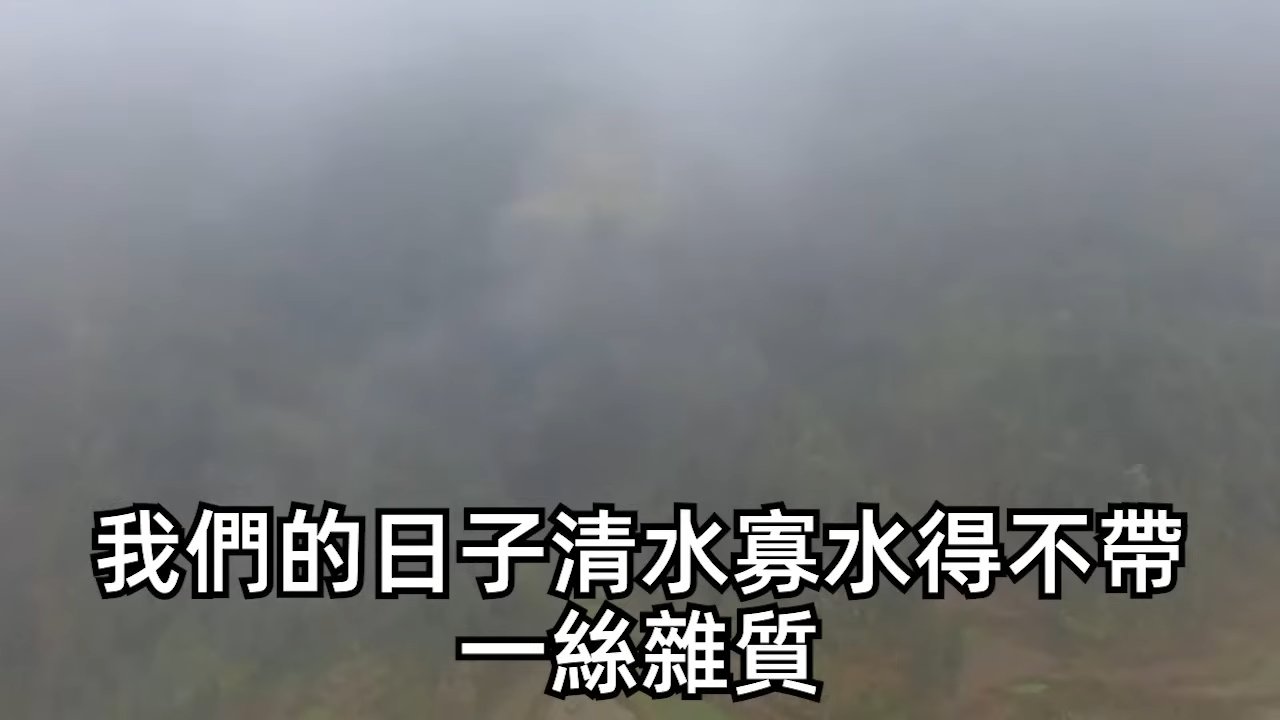 我們的日子清水寡水得不帶
一絲雜質